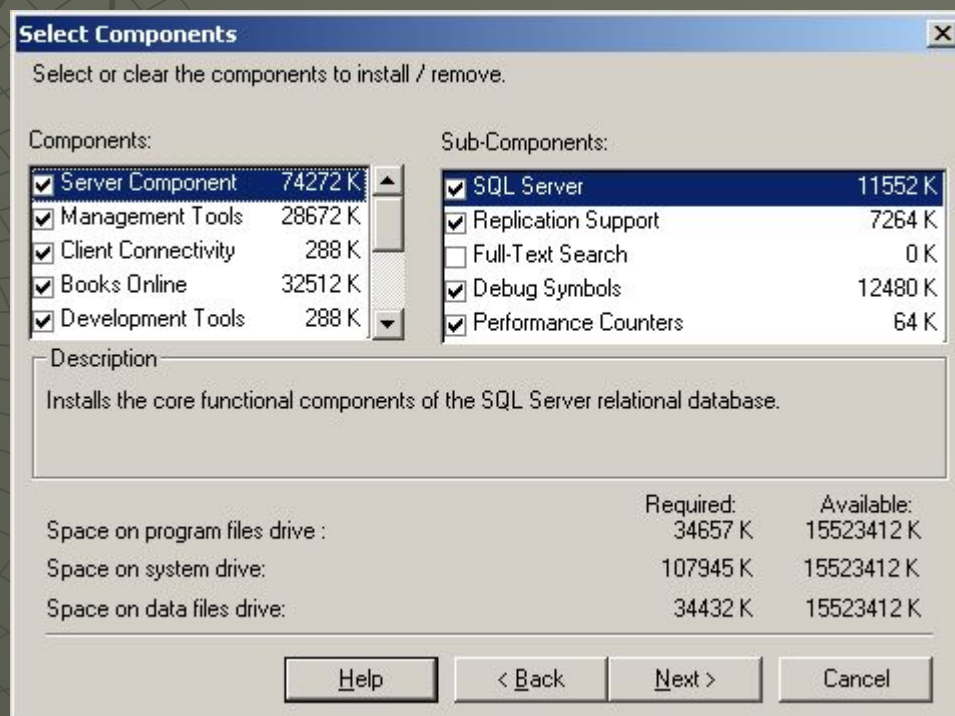 Select Components
Select or clear the components to install / remove.
Components:
Server Component 74272 K
Management Tools 28672 K
Client Connectivity 288 K
Books Online 32512 K
Development Tools 288 K
Sub-Components:
SQL Server 11552 K
Replication Support 7264 K
Full-Text Search 0 K
Debug Symbols 12480 K
Performance Counters 64 K
Description
Installs the core functional components of the SQL Server relational database.
Required: Available:
Space on program files drive : 34657 K 15523412 K
Space on system drive: 107945 K 15523412 K
Space on data files drive: 34432 K 15523412 K
Help < Back Next > Cancel